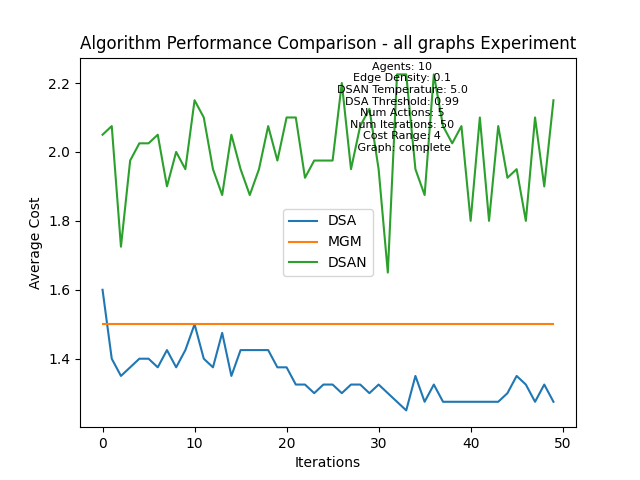 Algorithm Performance Comparison - all graphs Experiment
Agents: 10
Edge Density: 0.1
DSAN Temperature: 5.0
DSA Threshold: 0.99
Num Actions: 5
Num Iterations: 50
Cost Range: 4
Graph: complete
2.2
2.0
1.8
1.6
1.4
Average Cost
DSA
MGM
DSAN
0
10
20
30
40
50
Iterations